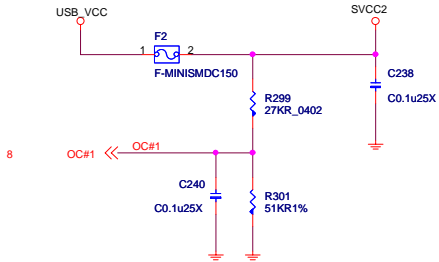 USB_VCC
SVCC2
F2
1
2
F-MINISMDC150
C238
C0.1u25X
R299
27KR_0402
8
OC#1
OC#1
C240
C0.1u25X
R301
51KR1%